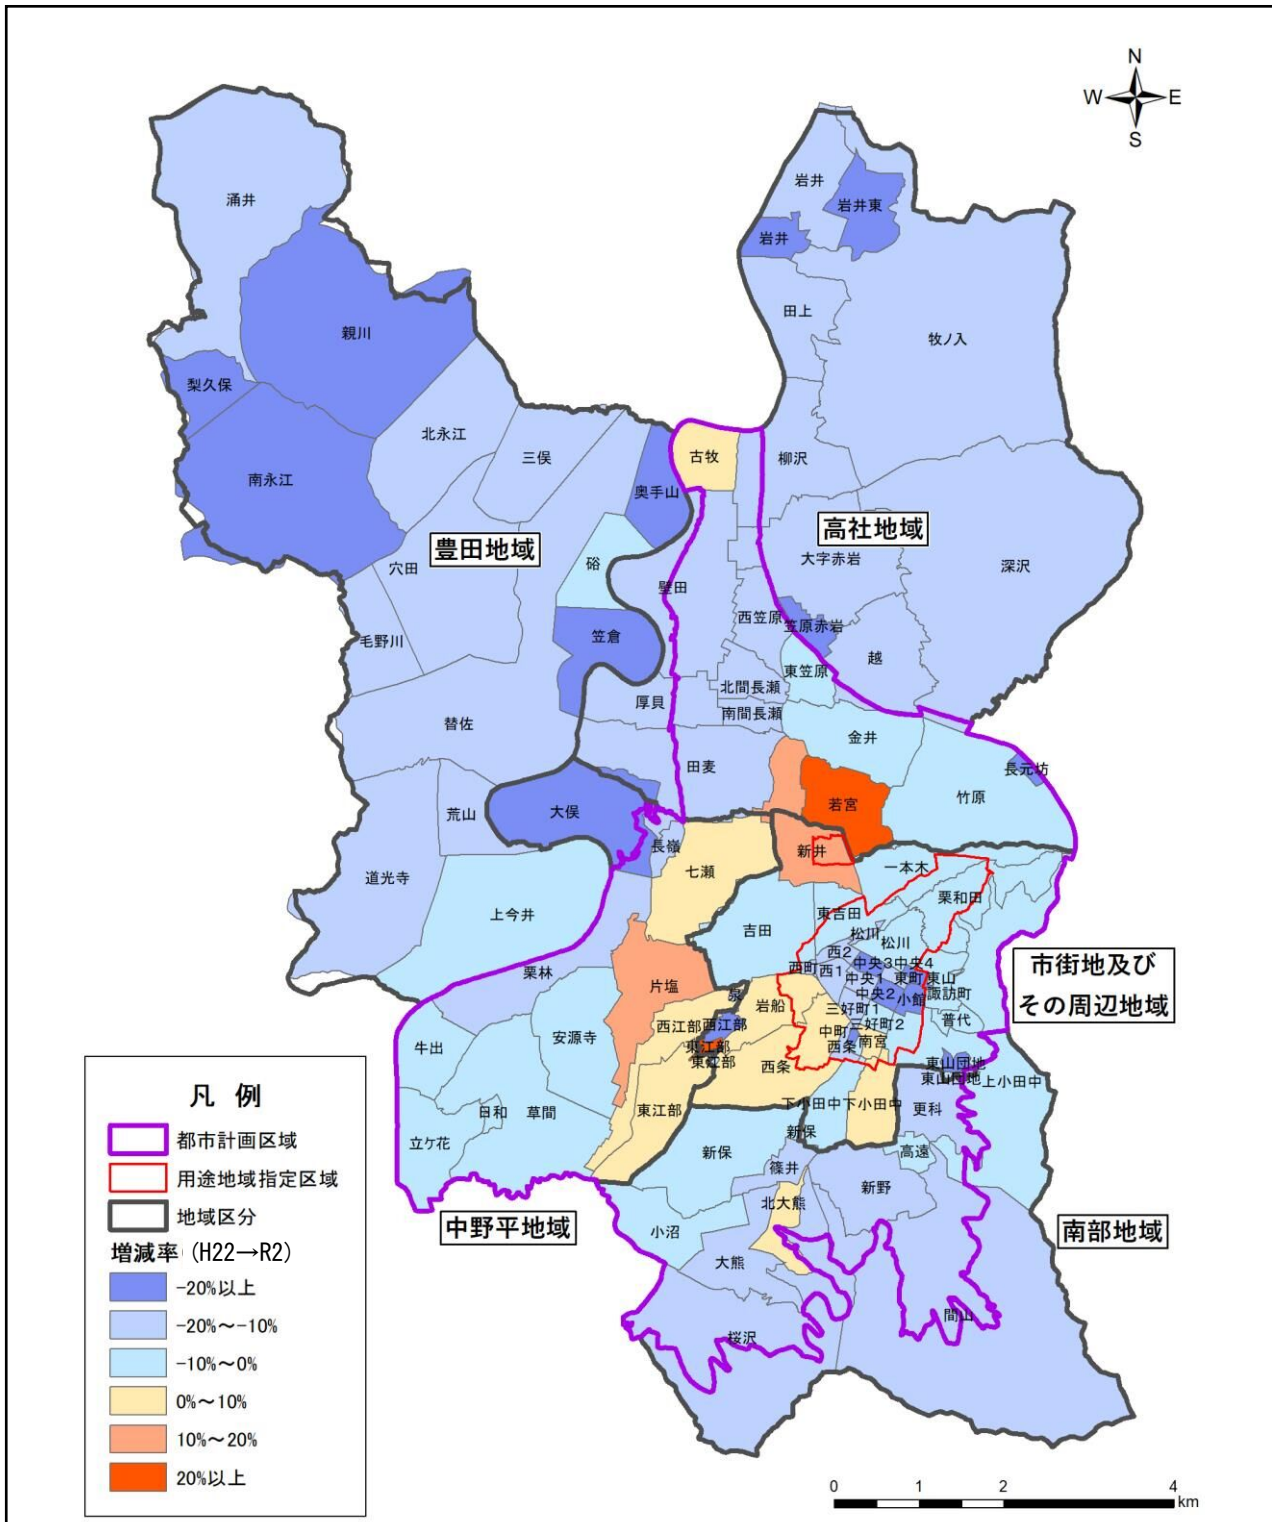 N
W
E
S
涌井
岩井
岩井東
岩井
親川
田上
牧ノ入
梨久保
北永江
三俣
古牧
柳沢
南永江
奥手山
豊田地域
高社地域
硲
大字赤岩
深沢
穴田
壁田
西笠原
笠原赤岩
毛野川
笠倉
越
東笠原
北間長瀬
厚貝
南間長瀬
替佐
金井
田麦
長元坊
竹原
若宮
荒山
大俣
長嶺
新井
七瀬
一本木
道光寺
栗和田
上今井
東吉田
吉田
松川
松川
西2
中央3
中央4
西町
西1
中央1
東町
東山
市街地及び
その周辺地域
栗林
片塩
泉
岩船
中央2
小館
諏訪町
三好町1
普代
西江部
西江部
中町
三好町2
牛出
安源寺
東江部
西条
南宮
東江部
西条
東山団地
東山団地
上小田中
日和
草間
東江部
下小田中
下小田中
更科
立ケ花
新保
新保
高遠
篠井
新野
北大熊
中野平地域
小沼
南部地域
大熊
間山
桜沢
凡 例
都市計画区域
用途地域指定区域
地域区分
増減率 (H22→R2)
-20%以上
-20%～-10%
-10%～0%
0%～10%
10%～20%
20%以上
0 1 2 4
km